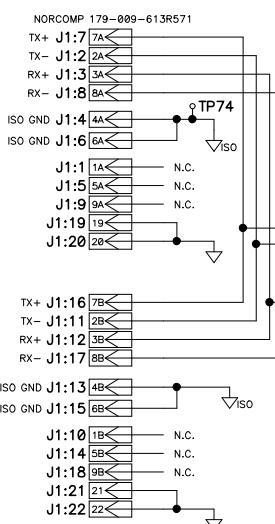 NORCOMP 179-009-613R571
TX+ J1:7 7A
TX- J1:2 2A
RX+ J1:3 3A
RX- J1:8 8A
TP74
ISO GND J1:4 4A
ISO
ISO GND J1:6 6A
J1:1 1A N.C.
J1:5 5A N.C.
J1:9 9A N.C.
J1:19 19
J1:20 20
TX+ J1:16 7B
TX- J1:11 2B
RX+ J1:12 3B
RX- J1:17 8B
ISO GND J1:13 4B
ISO
ISO GND J1:15 6B
J1:10 1B N.C.
J1:14 5B N.C.
J1:18 9B N.C.
J1:21 21
J1:22 22